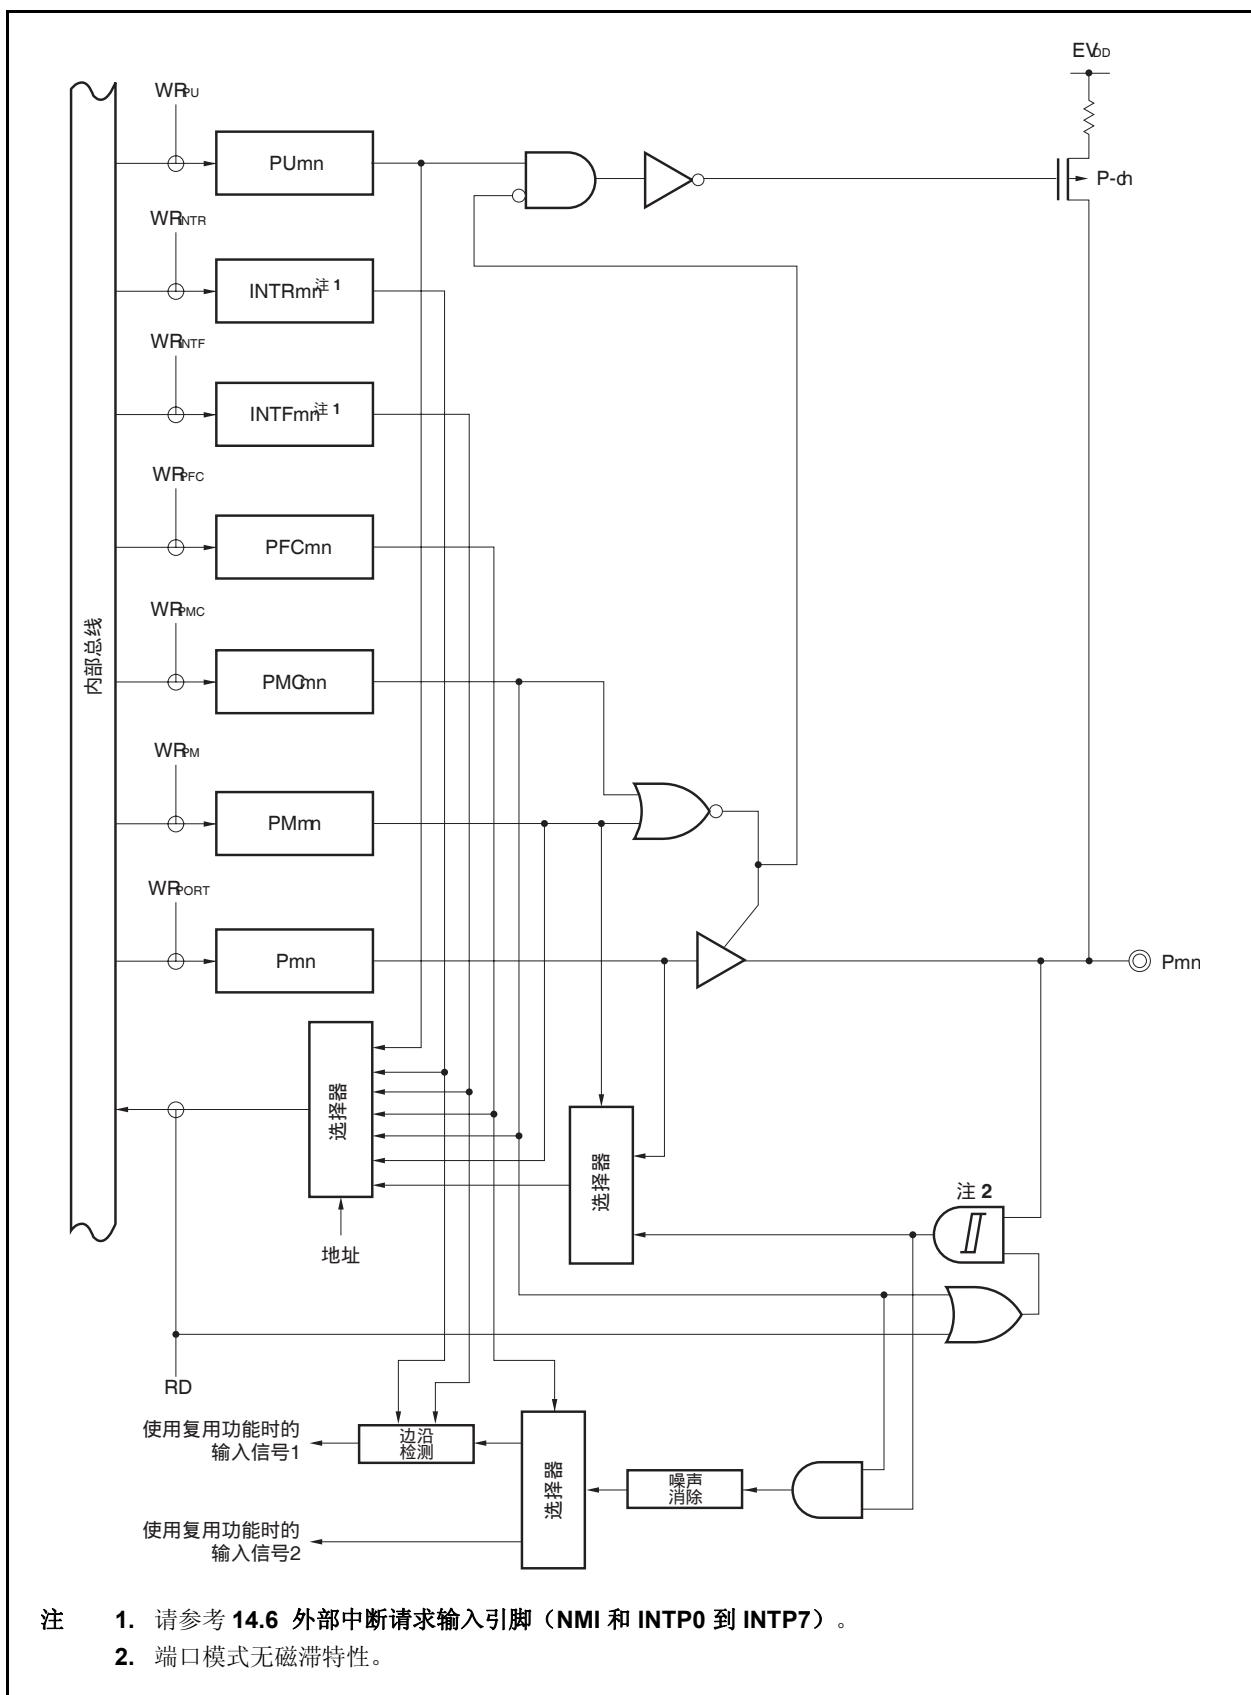 EVDD
WRPU
PUmn
P-ch
WRINTR
INTRmn注 1
WRINTF
INTFmn注 1
WRPFC
PFCmn
WRPMC
PMCmn
内部总线
WRPM
PMmn
WRPORT
Pmn
Pmn
选择器
选择器
注 2
地址
RD
使用复用功能时的
输入信号1
边沿
检测
选择器
噪声
消除
使用复用功能时的
输入信号2
注 1. 请参考 14.6 外部中断请求输入引脚（NMI 和 INTP0 到 INTP7）。
2. 端口模式无磁滞特性。